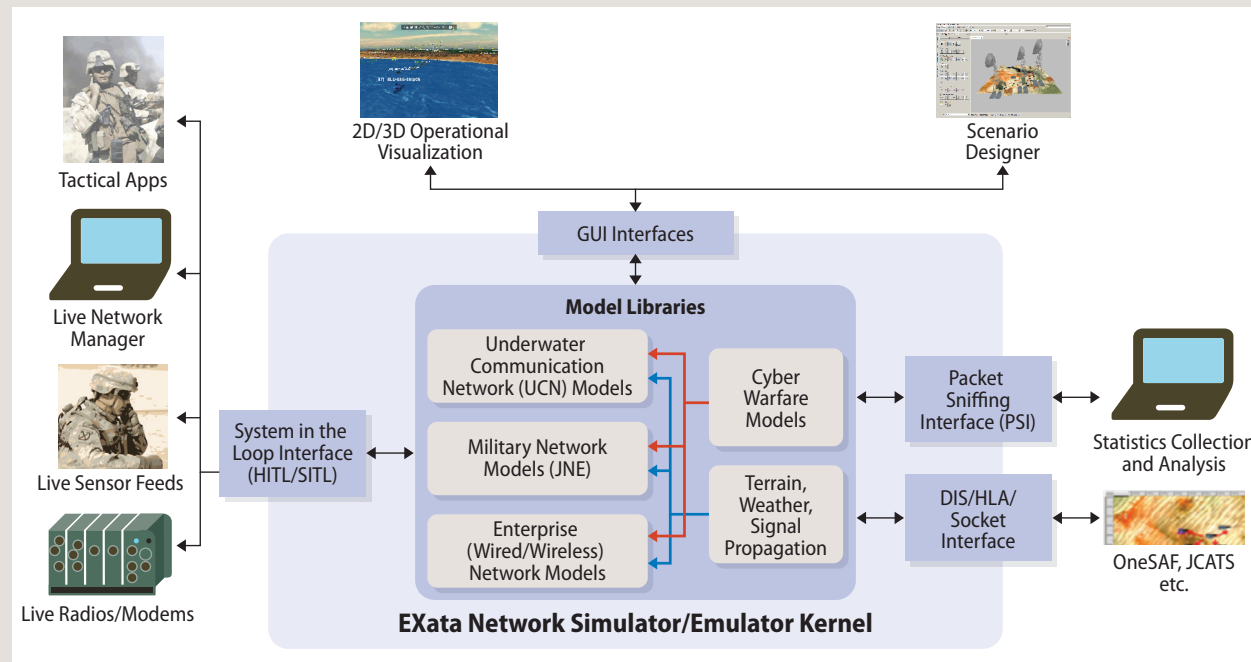 Tactical Apps
Live Network
Manager
Live Sensor Feeds
Live Radios/Modems
2D/3D Operational
Visualization
Scenario
Designer
GUI Interfaces
Model Libraries
Underwater
Communication
Network (UCN) Models
Military Network
Models (JNE)
Enterprise
(Wired/Wireless)
Network Models
Cyber
Warfare
Models
Terrain,
Weather,
Signal
Propagation
System in the
Loop Interface
(HITL/SITL)
Packet
Sniffing
Interface (PSI)
DIS/HLA/
Socket
Interface
Statistics Collection
and Analysis
OneSAF, JCATS
etc.
EXata Network Simulator/Emulator Kernel